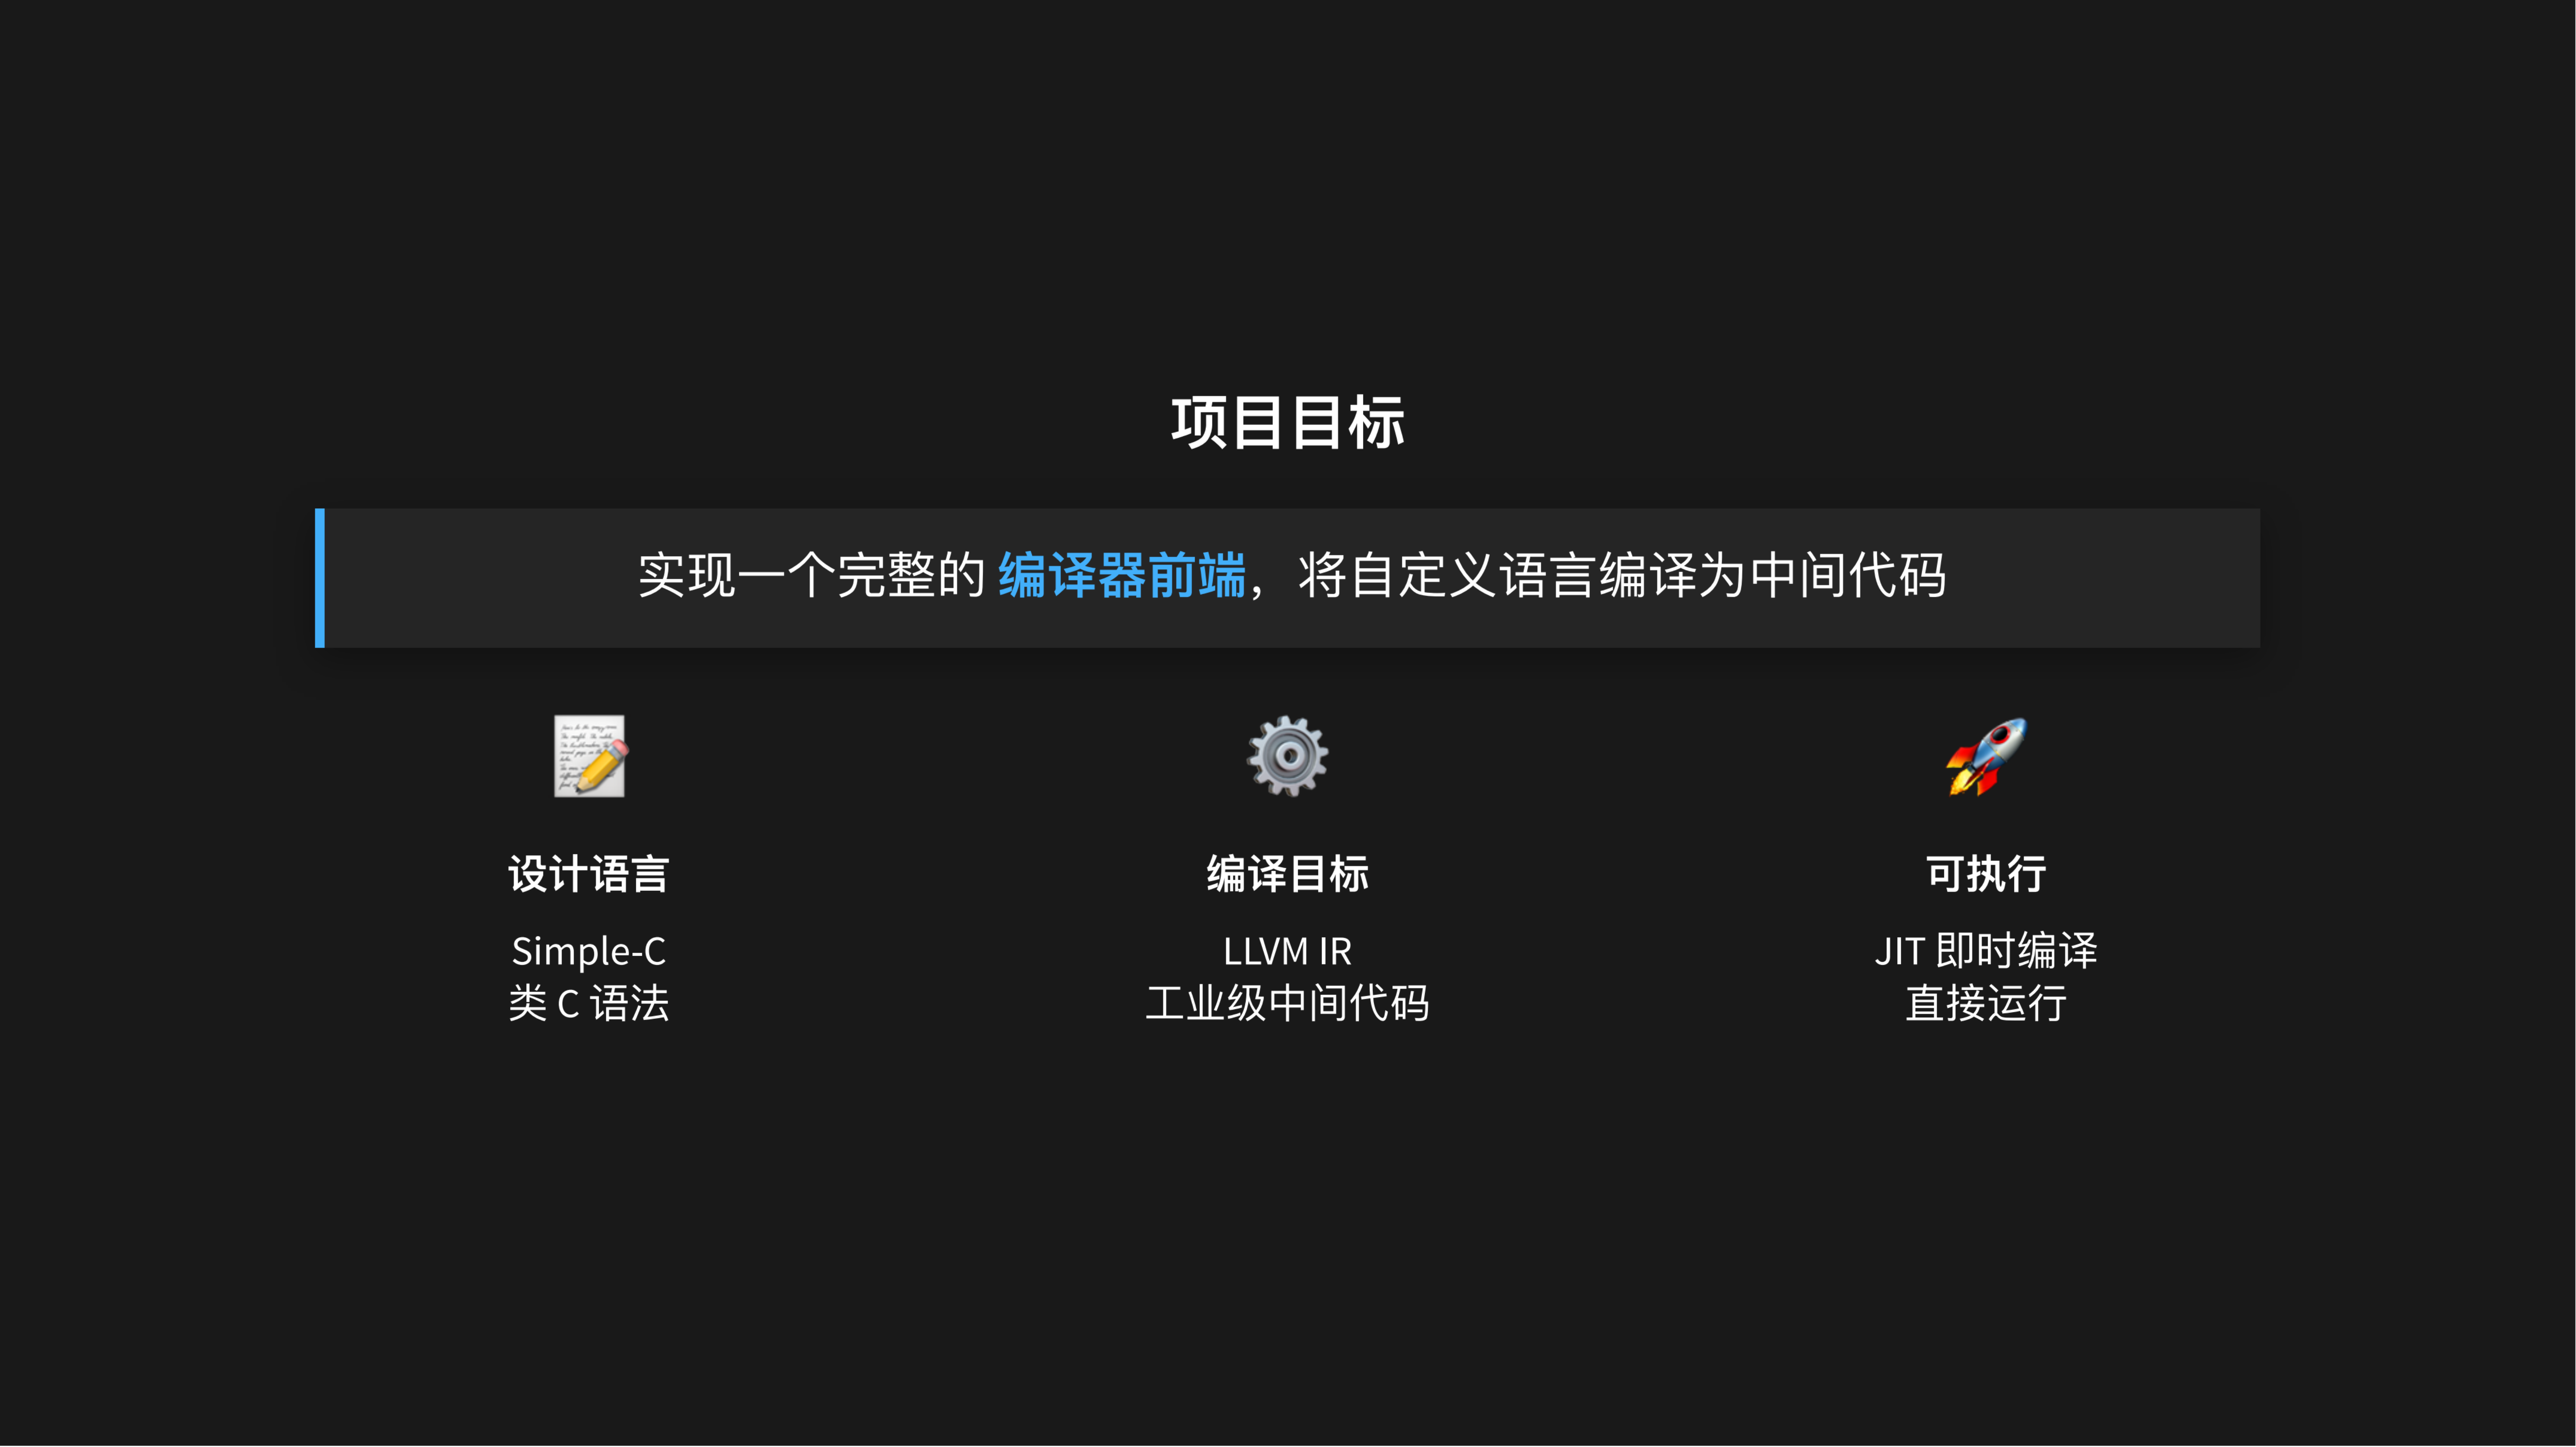 项目目标
实现一个完整的 编译器前端，将自定义语言编译为中间代码
设计语言
Simple-C
类 C 语法
编译目标
LLVM IR
工业级中间代码
可执行
JIT 即时编译
直接运行